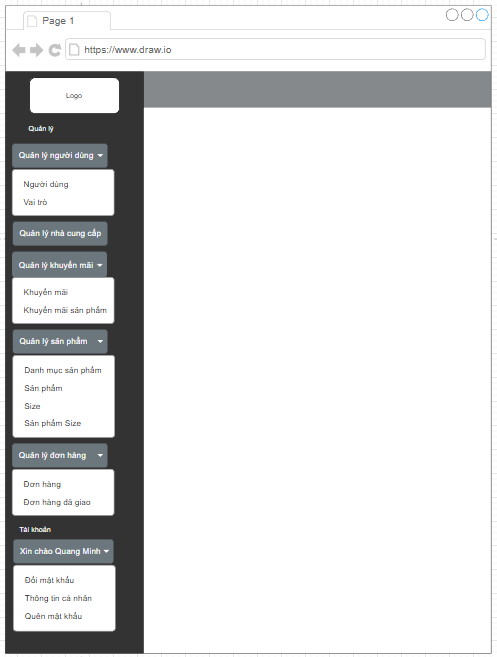 Page 1
https://www.draw.io
Logo
Quản lý
Quản lý người dùng
Người dùng
Vai trò
Quản lý nhà cung cấp
Quản lý khuyến mãi
Khuyến mãi
Khuyến mãi sản phẩm
Quản lý sản phẩm
Danh mục sản phẩm
Sản phẩm
Size
Sản phẩm Size
Quản lý đơn hàng
Đơn hàng
Đơn hàng đã giao
Tài khoản
Xin chào Quang Minh
Đổi mật khẩu
Thông tin cá nhân
Quên mật khẩu